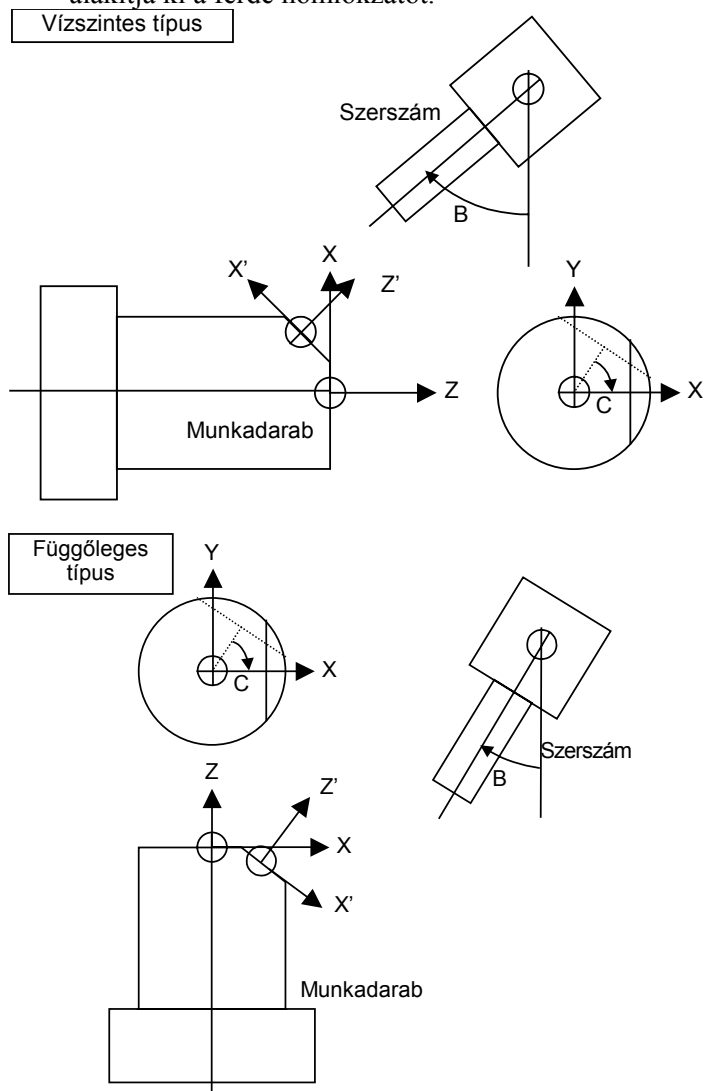 alakítja ki a ferde homlokzatot.
Vízszintes típus
Szerszám
B
X
X'
Z'
Y
Z
X
C
Munkadarab
Függőleges
típus
Y
X
C
Szerszám
B
Z
Z'
X
X'
Munkadarab